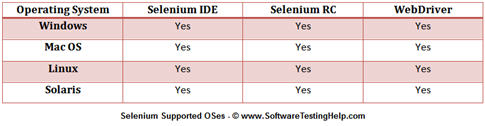 Operating System Selenium IDE Selenium RC WebDriver
Windows Yes Yes Yes
Mac OS Yes Yes Yes
Linux Yes Yes Yes
Solaris Yes Yes Yes
Selenium Supported OSes - © www.SoftwareTestingHelp.com